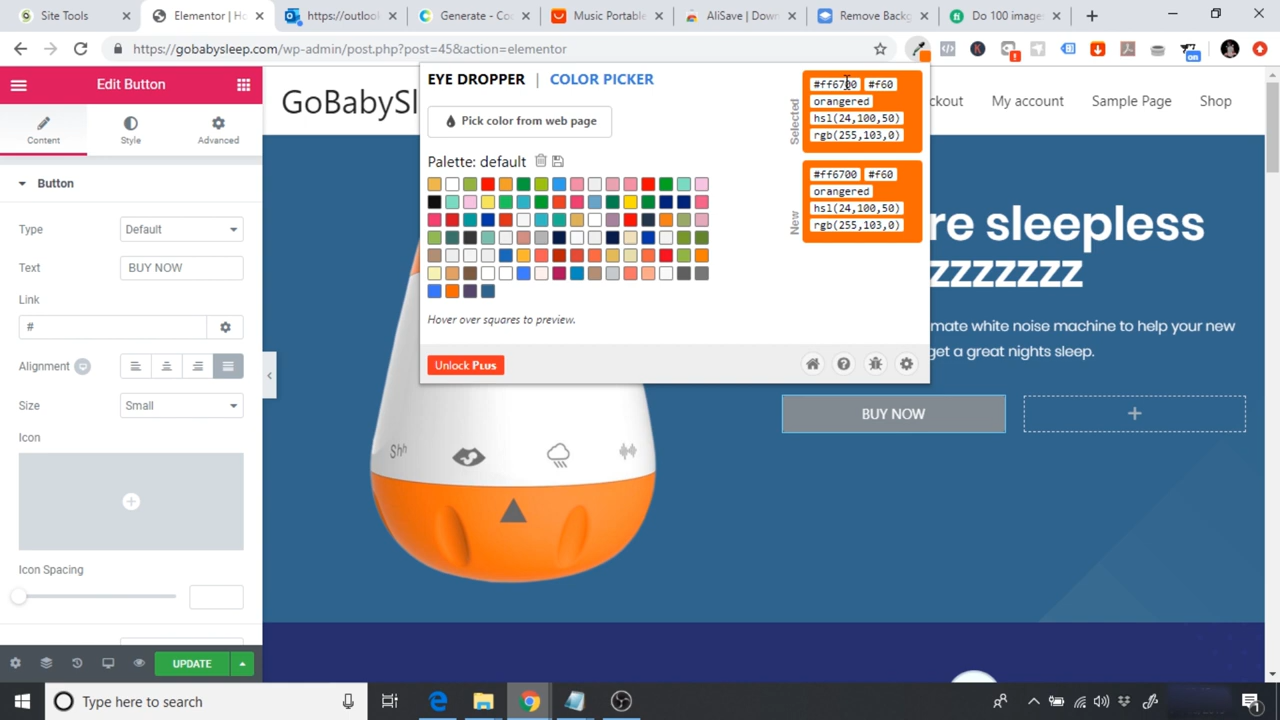 Site Tools
Elementor | Ho
https://outlook
Generate - Coo
Music Portable
AliSave | Down
Remove Backg
Do 100 image
https://gobabysleep.com/wp-admin/post.php?post=45&action=elementor
on
Edit Button
Content
Style
Advanced
Button
Type
Default
Text
BUY NOW
Link
#
Alignment
Size
Small
Icon
Icon Spacing
UPDATE
GoBabySl
ckout
My account
Sample Page
Shop
EYE DROPPER | COLOR PICKER
Pick color from web page
Palette: default
Hover over squares to preview.
Unlock Plus
Selected
#ff6700 #f60
orangered
hsl(24,100,50)
rgb(255,103,0)
New
#ff6700 #f60
orangered
hsl(24,100,50)
rgb(255,103,0)
re sleepless
zzzzzzz
mate white noise machine to help your new
get a great nights sleep.
BUY NOW
Shh
Type here to search
1